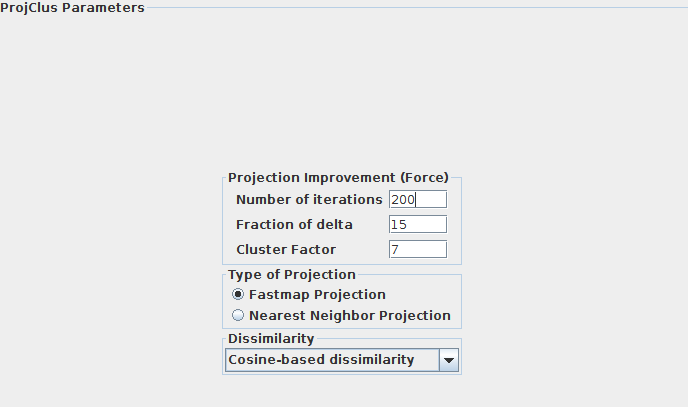 ProjClus Parameters
Projection Improvement (Force)
Number of iterations 200
Fraction of delta 15
Cluster Factor 7
Type of Projection
Fastmap Projection
Nearest Neighbor Projection
Dissimilarity
Cosine-based dissimilarity